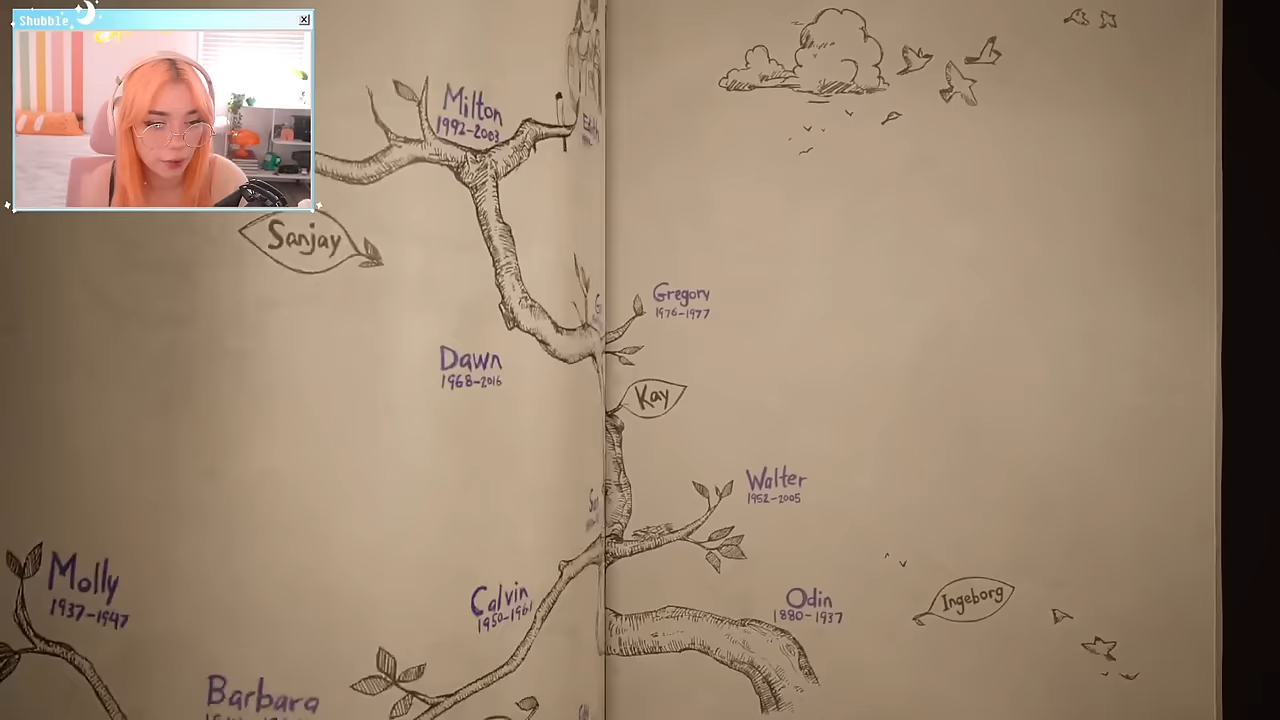 Shubble
Milton
1992-2003
Edith
Sanjay
Gregory
1976-1977
Dawn
1968-2016
Kay
Walter
1952-2005
Molly
1937-1947
Calvin
1950-1961
Odin
1880-1937
Ingeborg
Barbara